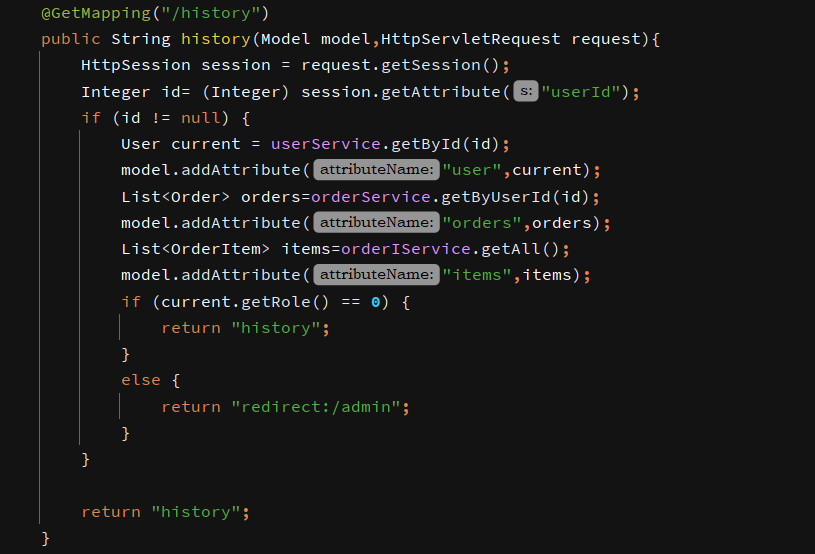 @GetMapping("/history")
public String history(Model model,HttpServletRequest request){
    HttpSession session = request.getSession();
    Integer id= (Integer) session.getAttribute( s: "userId");
    if (id != null) {
        User current = userService.getById(id);
        model.addAttribute( attributeName: "user",current);
        List<Order> orders=orderService.getByUserId(id);
        model.addAttribute( attributeName: "orders",orders);
        List<OrderItem> items=orderIService.getAll();
        model.addAttribute( attributeName: "items",items);
        if (current.getRole() == 0) {
            return "history";
        }
        else {
            return "redirect:/admin";
        }
    }
    return "history";
}